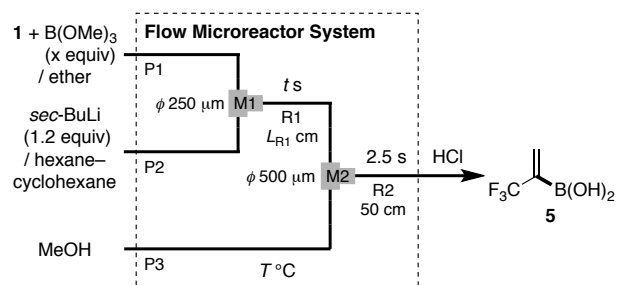 1 + B(OMe)3
(x equiv)
/ ether
Flow Microreactor System
P1
t s
ϕ 250 μm
M1
R1
LR1 cm
sec-BuLi
(1.2 equiv)
/ hexane–
cyclohexane
P2
ϕ 500 μm
M2
2.5 s
R2
50 cm
HCl
F3C
B(OH)2
5
MeOH
P3
T °C